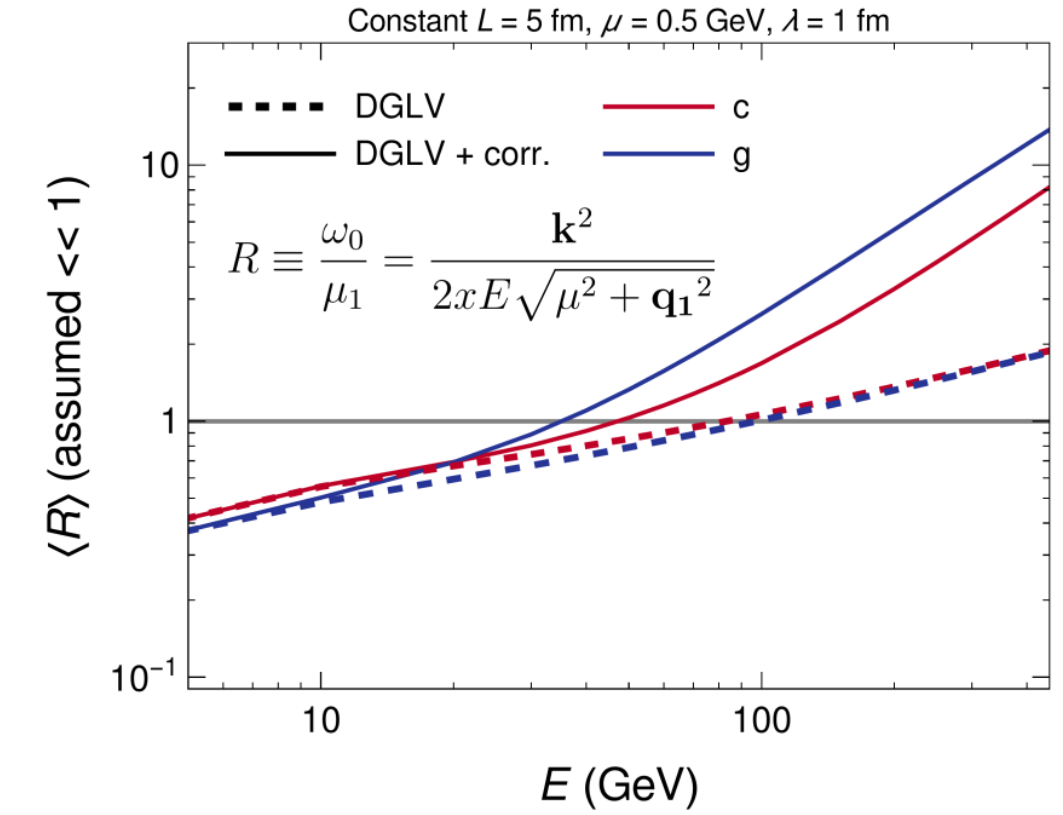 Constant L = 5 fm, μ = 0.5 GeV, λ = 1 fm
DGLV
c
DGLV + corr.
g
R ≡ ω₀/μ₁ = k²/(2xE√(μ² + q₁²))
⟨R⟩ (assumed << 1)
10
1
10⁻¹
10
100
E (GeV)